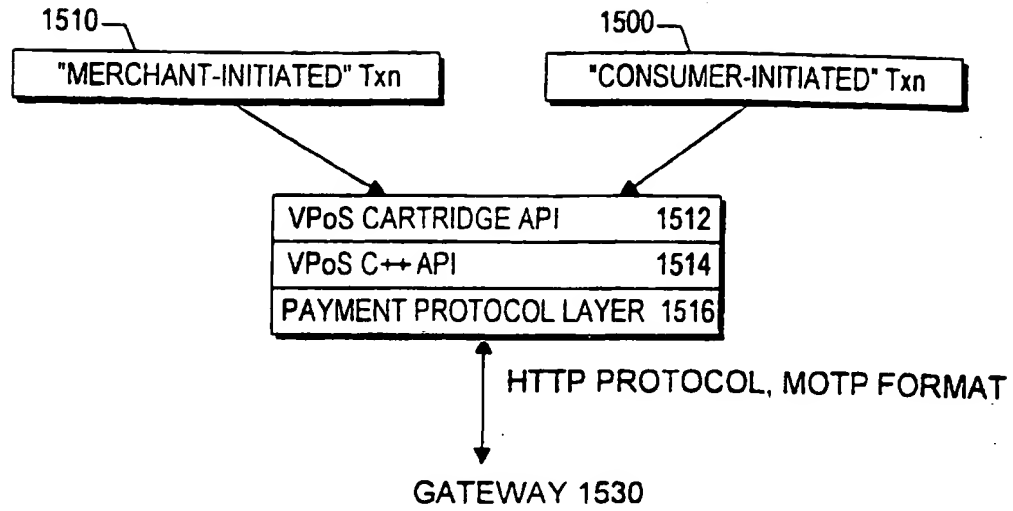 1510
1500
"MERCHANT-INITIATED" Txn
"CONSUMER-INITIATED" Txn
VPoS CARTRIDGE API 1512
VPoS C++ API 1514
PAYMENT PROTOCOL LAYER 1516
HTTP PROTOCOL, MOTP FORMAT
GATEWAY 1530